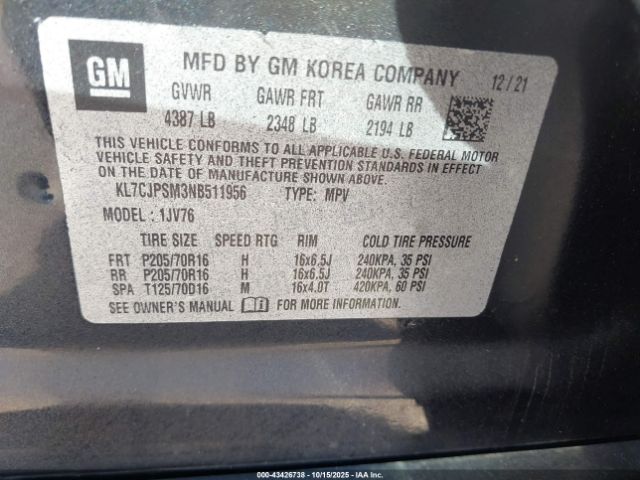 GM
MFD BY GM KOREA COMPANY 12/21
GVWR GAWR FRT GAWR RR
4387 LB 2348 LB 2194 LB
THIS VEHICLE CONFORMS TO ALL APPLICABLE U.S. FEDERAL MOTOR
VEHICLE SAFETY AND THEFT PREVENTION STANDARDS IN EFFECT
ON THE DATE OF MANUFACTURE SHOWN ABOVE.
KL7CJPSM3NB511956 TYPE: MPV
MODEL : 1JV76
TIRE SIZE SPEED RTG RIM COLD TIRE PRESSURE
FRT P205/70R16 H 16x6.5J 240KPA, 35 PSI
RR P205/70R16 H 16x6.5J 240KPA, 35 PSI
SPA T125/70D16 M 16x4.0T 420KPA, 60 PSI
SEE OWNER'S MANUAL FOR MORE INFORMATION.
Stock No: 43426738 - 10/15/2025 - © IAA, Inc.